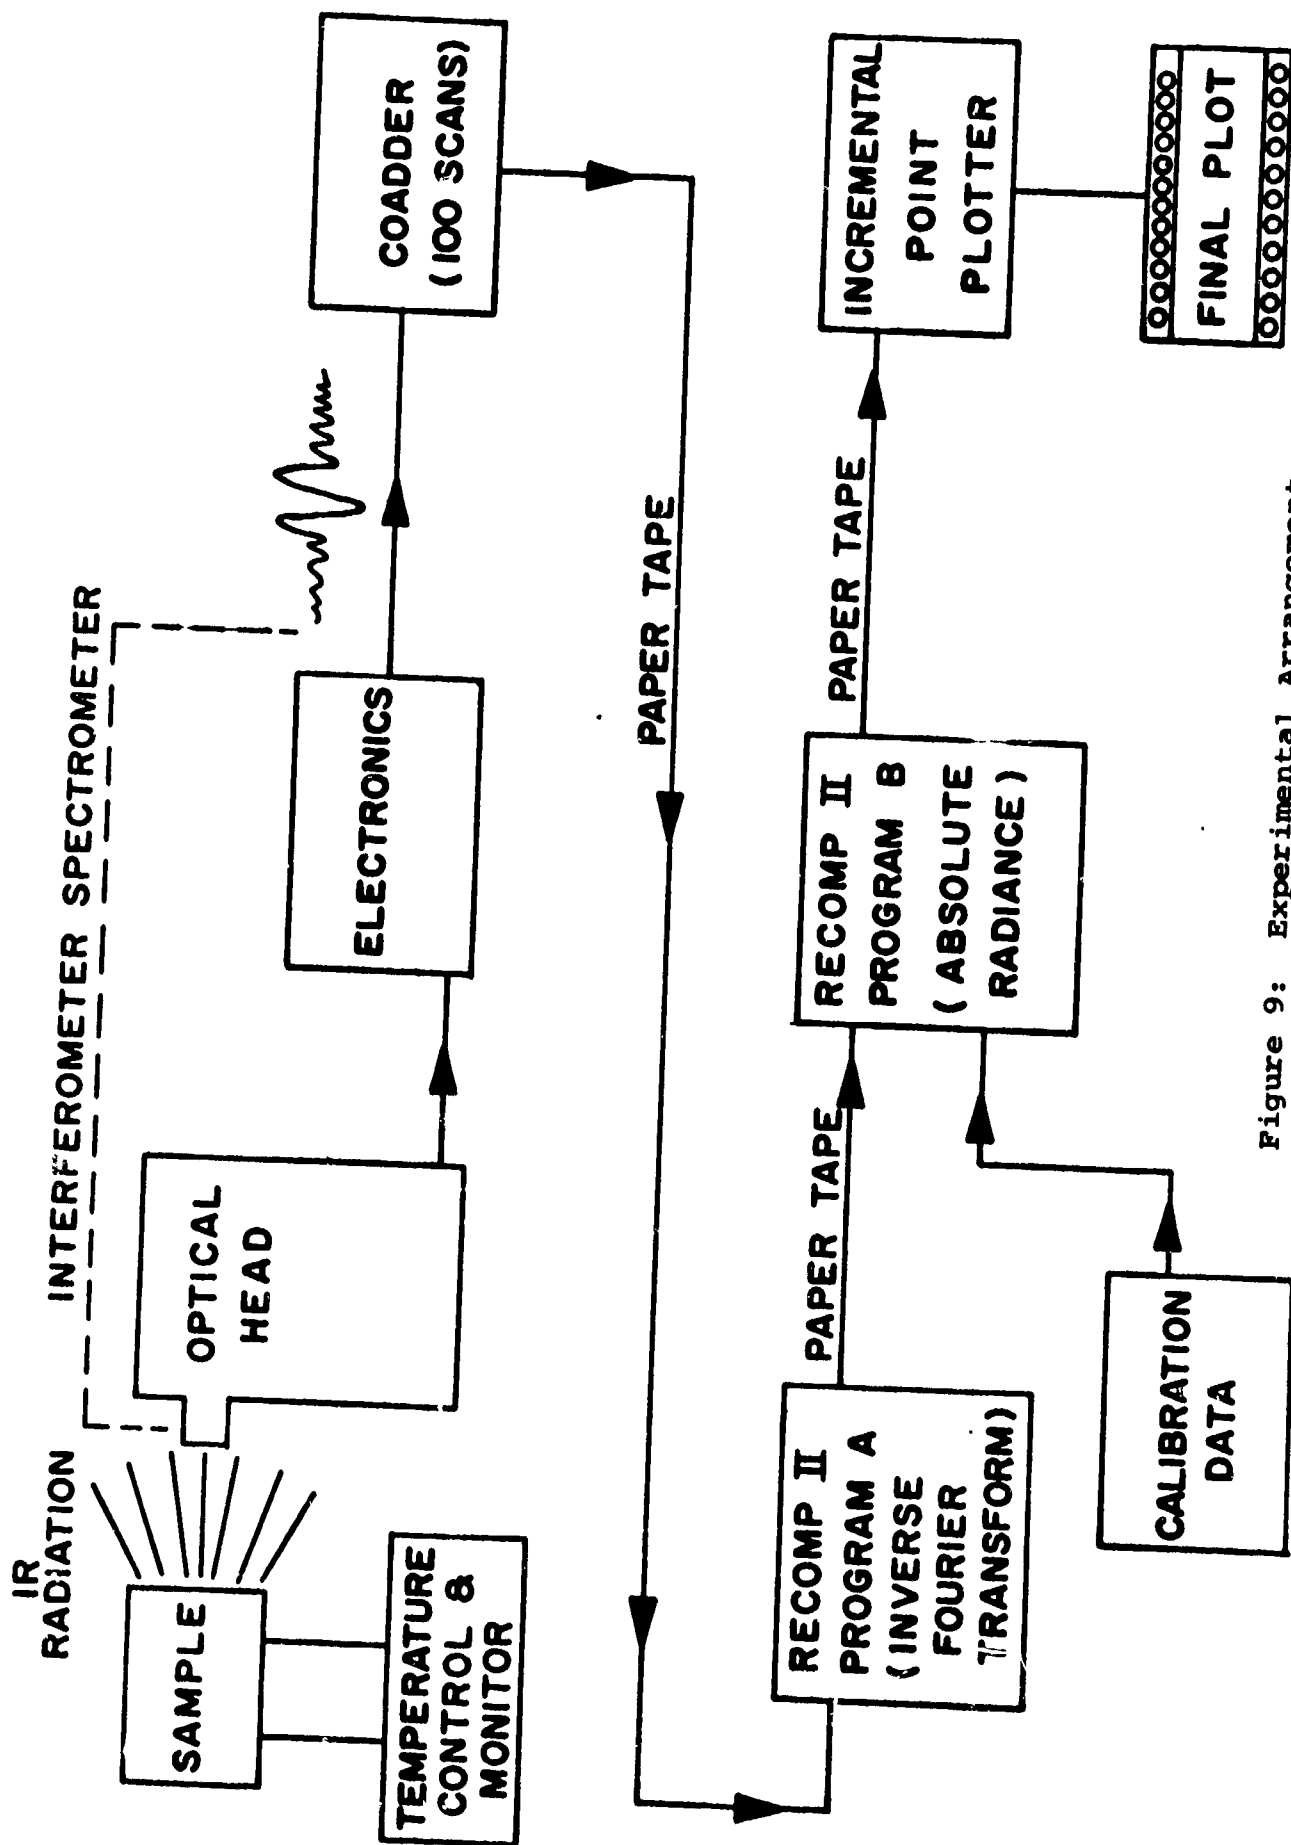 IR
RADIATION
INTERFEROMETER SPECTROMETER
SAMPLE
TEMPERATURE
CONTROL &
MONITOR
OPTICAL
HEAD
ELECTRONICS
COADDER
(100 SCANS)
PAPER TAPE
RECOMP II
PROGRAM A
(INVERSE
FOURIER
TRANSFORM)
PAPER TAPE
CALIBRATION
DATA
RECOMP II
PROGRAM B
(ABSOLUTE
RADIANCE)
PAPER TAPE
INCREMENTAL
POINT
PLOTTER
FINAL PLOT
Figure 9: Experimental Arrangement